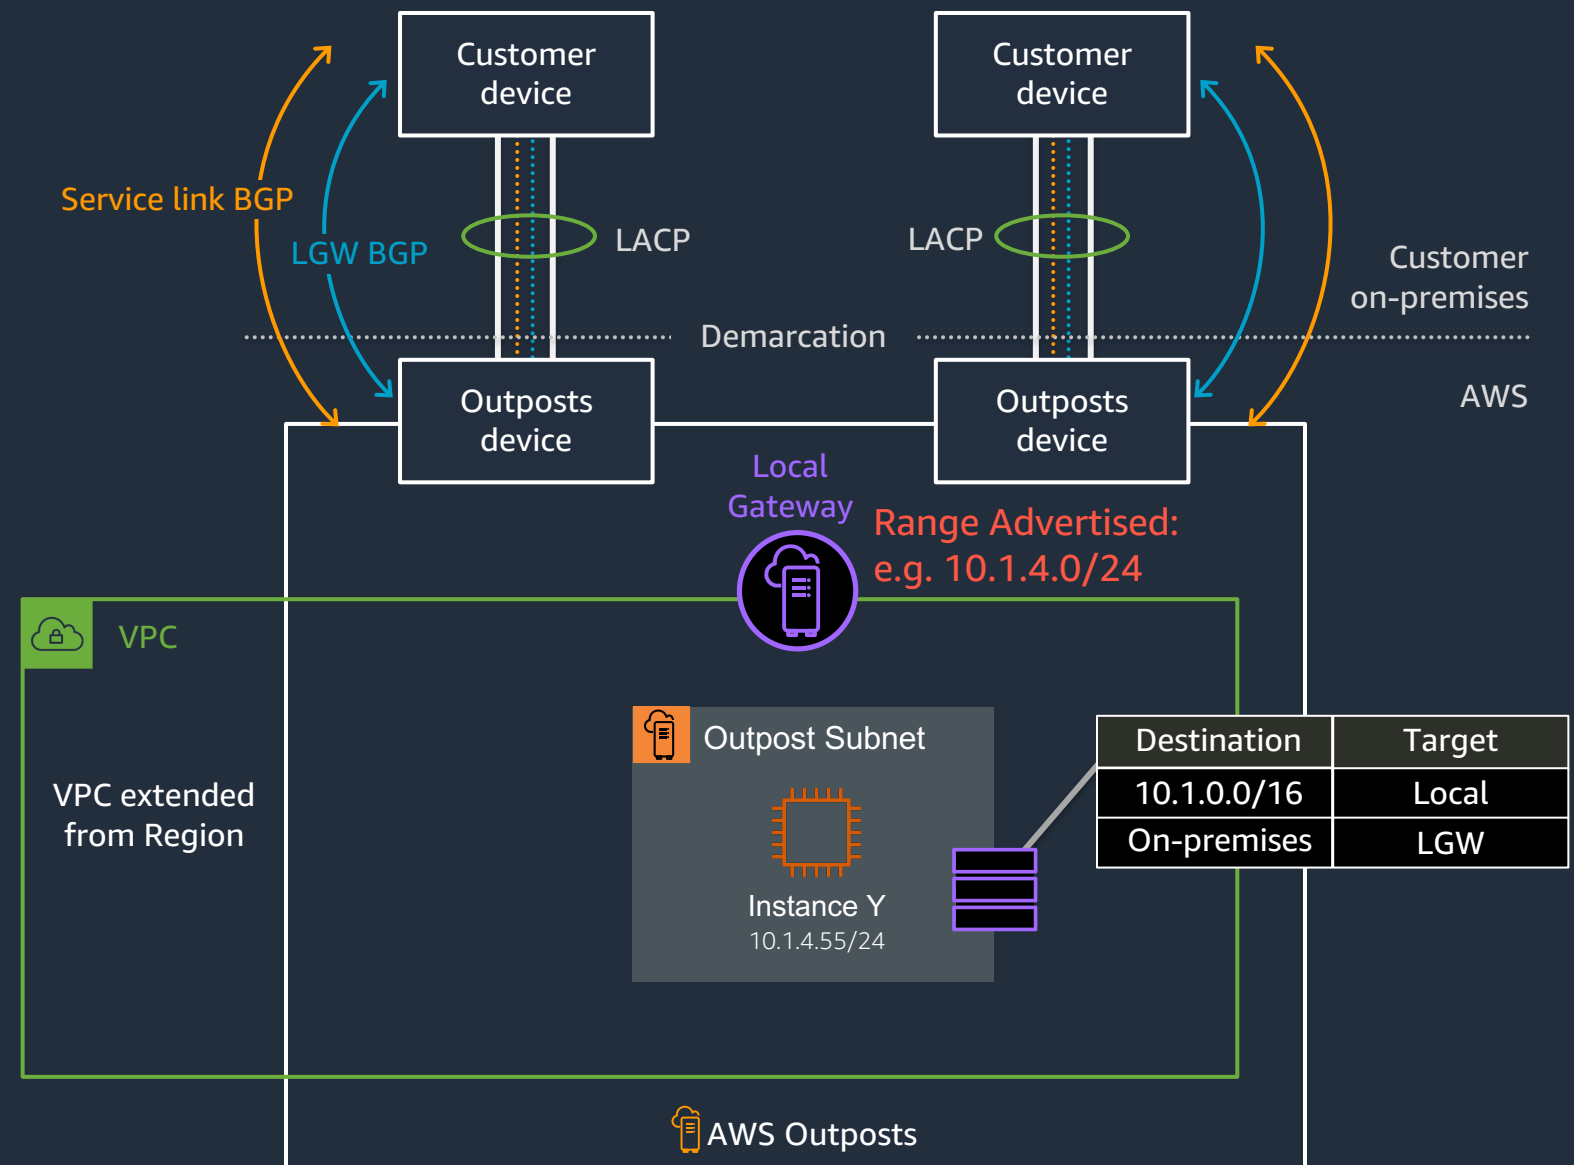 Customer
device
Customer
device
Service link BGP
LGW BGP
LACP
LACP
Customer
on-premises
Demarcation
AWS
Outposts
device
Outposts
device
Local
Gateway
Range Advertised:
e.g. 10.1.4.0/24
VPC
Outpost Subnet
Destination Target
10.1.0.0/16 Local
On-premises LGW
VPC extended
from Region
Instance Y
10.1.4.55/24
AWS Outposts